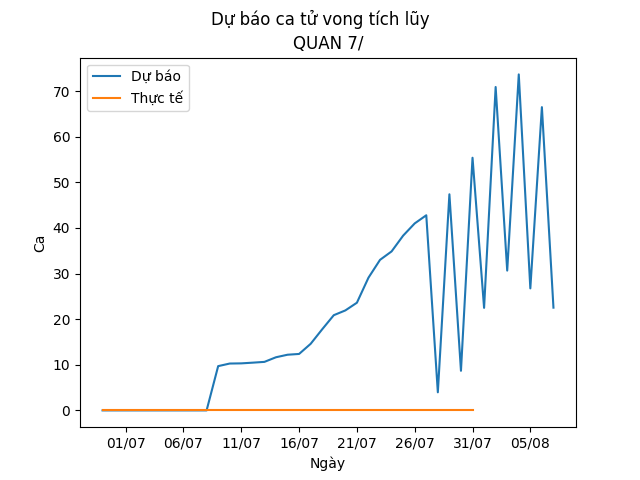 Dự báo ca tử vong tích lũy
QUAN 7/
Dự báo
Thực tế
Ca
70
60
50
40
30
20
10
0
01/07 06/07 11/07 16/07 21/07 26/07 31/07 05/08
Ngày